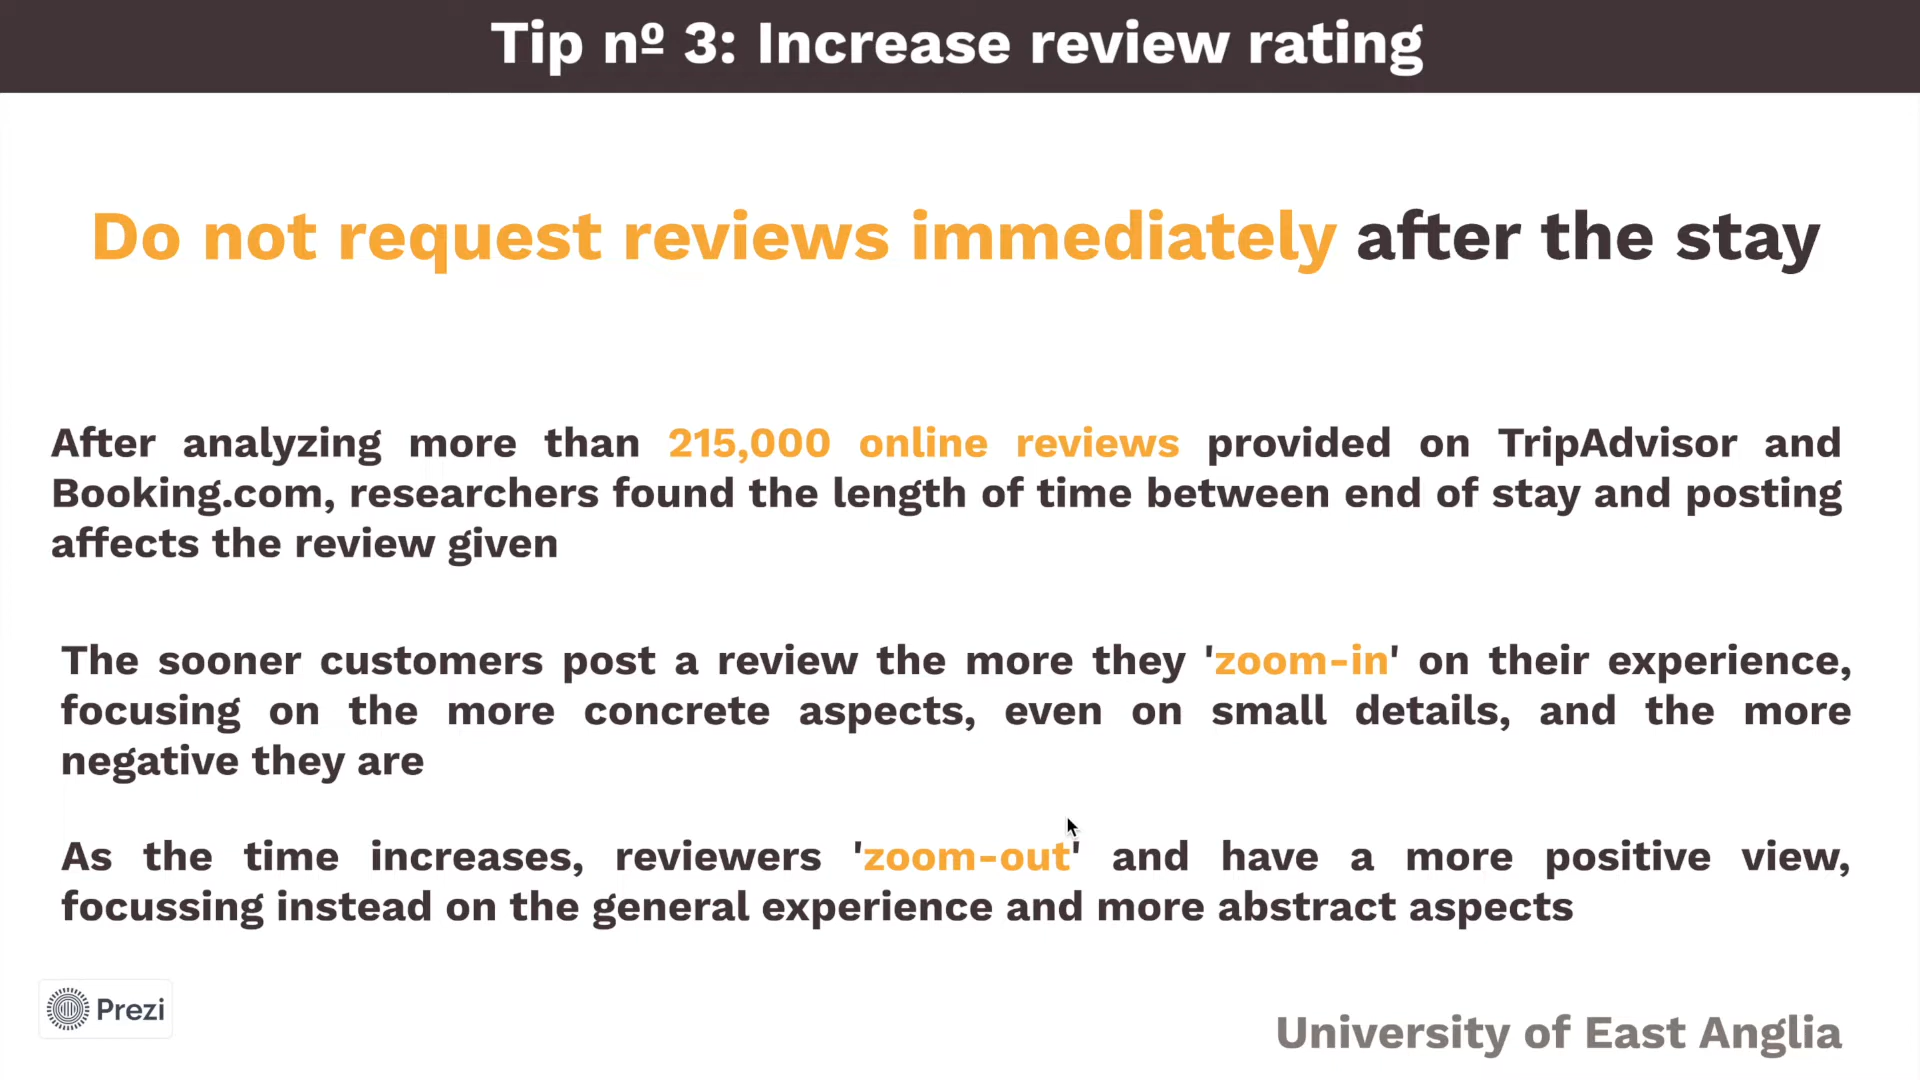 Tip nº 3: Increase review rating
Do not request reviews immediately after the stay
After analyzing more than 215,000 online reviews provided on TripAdvisor and
Booking.com, researchers found the length of time between end of stay and posting
affects the review given
The sooner customers post a review the more they 'zoom-in' on their experience,
focusing on the more concrete aspects, even on small details, and the more
negative they are
As the time increases, reviewers 'zoom-out' and have a more positive view,
focussing instead on the general experience and more abstract aspects
Prezi
University of East Anglia